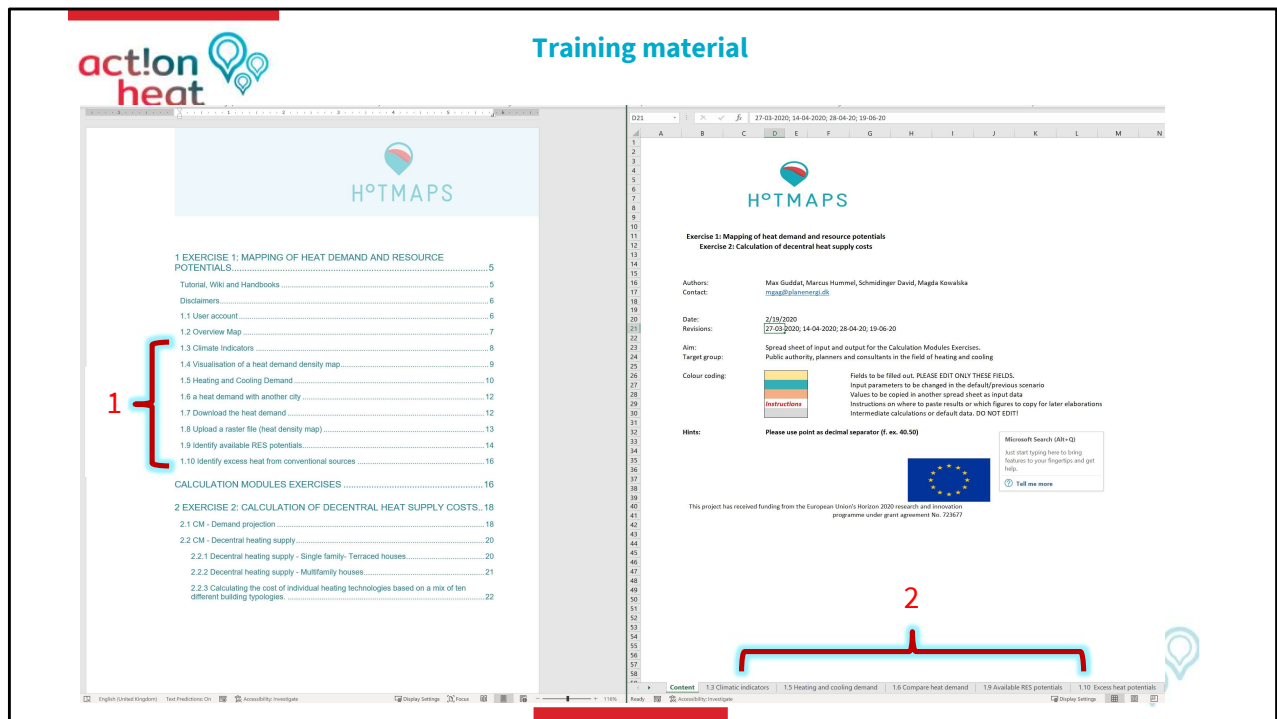 Training material
act!on
heat
D21
27-03-2020; 14-04-2020; 28-04-20; 19-06-20
A B C D E F G H I J K L M N
HOTMAPS
1 EXERCISE 1: MAPPING OF HEAT DEMAND AND RESOURCE
POTENTIALS 5
Tutorial, Wiki and Handbooks 5
Disclaimers 6
1.1 User account 6
1.2 Overview Map 7
1.3 Climate Indicators 8
1.4 Visualisation of a heat demand density map 9
1.5 Heating and Cooling Demand 10
1.6 a heat demand with another city 12
1.7 Download the heat demand 12
1.8 Upload a raster file (heat density map) 13
1.9 Identify available RES potentials 14
1.10 Identify excess heat from conventional sources 16
CALCULATION MODULES EXERCISES 16
2 EXERCISE 2: CALCULATION OF DECENTRAL HEAT SUPPLY COSTS..18
2.1 CM - Demand projection 18
2.2 CM - Decentral heating supply 20
2.2.1 Decentral heating supply - Single family- Terraced houses 20
2.2.2 Decentral heating supply - Multifamily houses 21
2.2.3 Calculating the cost of individual heating technologies based on a mix of ten
different building typologies. 22
1
English (United Kingdom) Text Predictions: On Accessibility: Investigate Display Settings Focus 116%
HOTMAPS
Exercise 1: Mapping of heat demand and resource potentials
Exercise 2: Calculation of decentral heat supply costs
Authors: Max Guddat, Marcus Hummel, Schmidinger David, Magda Kowalska
Contact: mgag@planenergi.dk
Date: 2/19/2020
Revisions: 27-03-2020; 14-04-2020; 28-04-20; 19-06-20
Aim: Spread sheet of input and output for the Calculation Modules Exercises.
Target group: Public authority, planners and consultants in the field of heating and cooling
Colour coding: Fields to be filled out. PLEASE EDIT ONLY THESE FIELDS.
Input parameters to be changed in the default/previous scenario
Values to be copied in another spread sheet as input data
Instructions Instructions on where to paste results or which figures to copy for later elaborations
Intermediate calculations or default data. DO NOT EDIT!
Hints: Please use point as decimal separator (f. ex. 40.50)
Microsoft Search (Alt+Q)
Just start typing here to bring
features to your fingertips and get
help.
Tell me more
This project has received funding from the European Union's Horizon 2020 research and innovation
programme under grant agreement No. 723677
2
Content 1.3 Climatic indicators 1.5 Heating and cooling demand 1.6 Compare heat demand 1.9 Available RES potentials 1.10 Excess heat potentials
Ready Accessibility: Investigate Display Settings